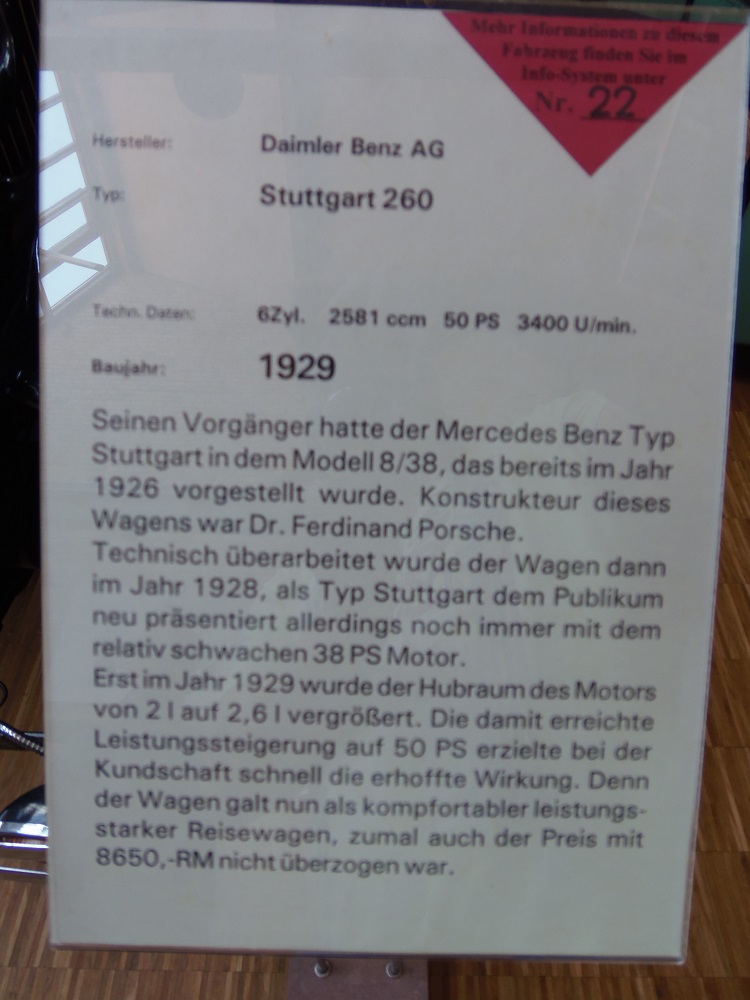 Mehr Informationen zu diesem
Fahrzeug finden Sie im
Info-System unter
Nr. 22
Hersteller: Daimler Benz AG
Typ: Stuttgart 260
Techn. Daten: 6Zyl. 2581 ccm 50 PS 3400 U/min.
Baujahr: 1929
Seinen Vorgänger hatte der Mercedes Benz Typ
Stuttgart in dem Modell 8/38, das bereits im Jahr
1926 vorgestellt wurde. Konstrukteur dieses
Wagens war Dr. Ferdinand Porsche.
Technisch überarbeitet wurde der Wagen dann
im Jahr 1928, als Typ Stuttgart dem Publikum
neu präsentiert allerdings noch immer mit dem
relativ schwachen 38 PS Motor.
Erst im Jahr 1929 wurde der Hubraum des Motors
von 2 l auf 2,6 l vergrößert. Die damit erreichte
Leistungssteigerung auf 50 PS erzielte bei der
Kundschaft schnell die erhoffte Wirkung. Denn
der Wagen galt nun als kompfortabler leistungs-
starker Reisewagen, zumal auch der Preis mit
8650,-RM nicht überzogen war.